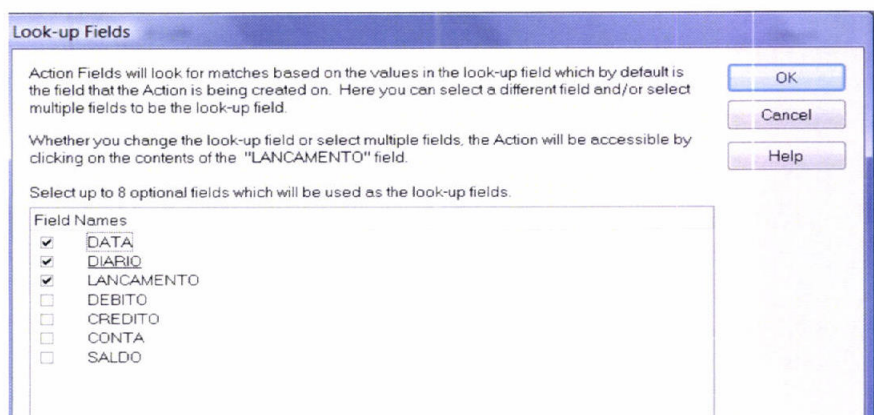 Look-up Fields
Action Fields will look for matches based on the values in the look-up field which by default is
the field that the Action is being created on. Here you can select a different field and/or select
multiple fields to be the look-up field.
Whether you change the look-up field or select multiple fields, the Action will be accessible by
clicking on the contents of the "LANCAMENTO" field.
Select up to 8 optional fields which will be used as the look-up fields.
OK
Cancel
Help
Field Names
DATA
DIARIO
LANCAMENTO
DEBITO
CREDITO
CONTA
SALDO